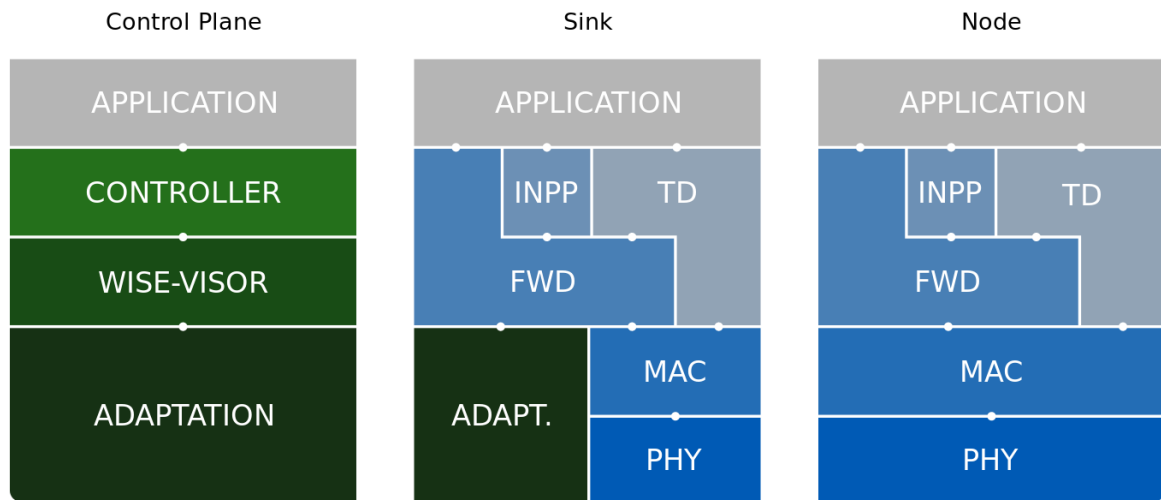 Control Plane
APPLICATION
CONTROLLER
WISE-VISOR
ADAPTATION
Sink
APPLICATION
INPP
TD
FWD
ADAPT.
MAC
PHY
Node
APPLICATION
INPP
TD
FWD
MAC
PHY